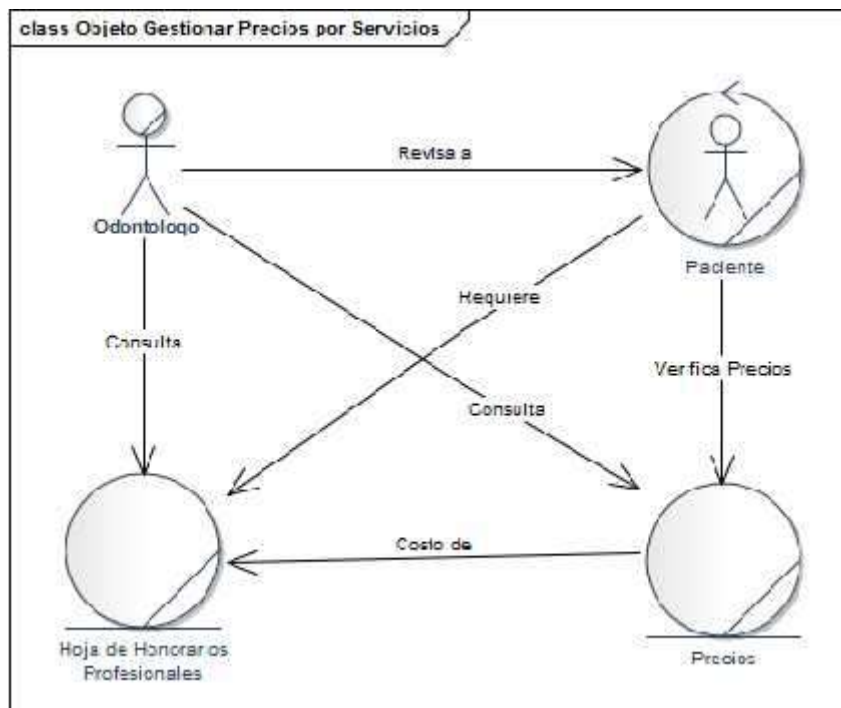 class Objeto Gestionar Precios por Servicios
Revisa a
Odontologo
Paciente
Requiere
Consulta
Verifica Precios
Consulta
Costo de
Hoja de Honorarios
Profesionales
Precios